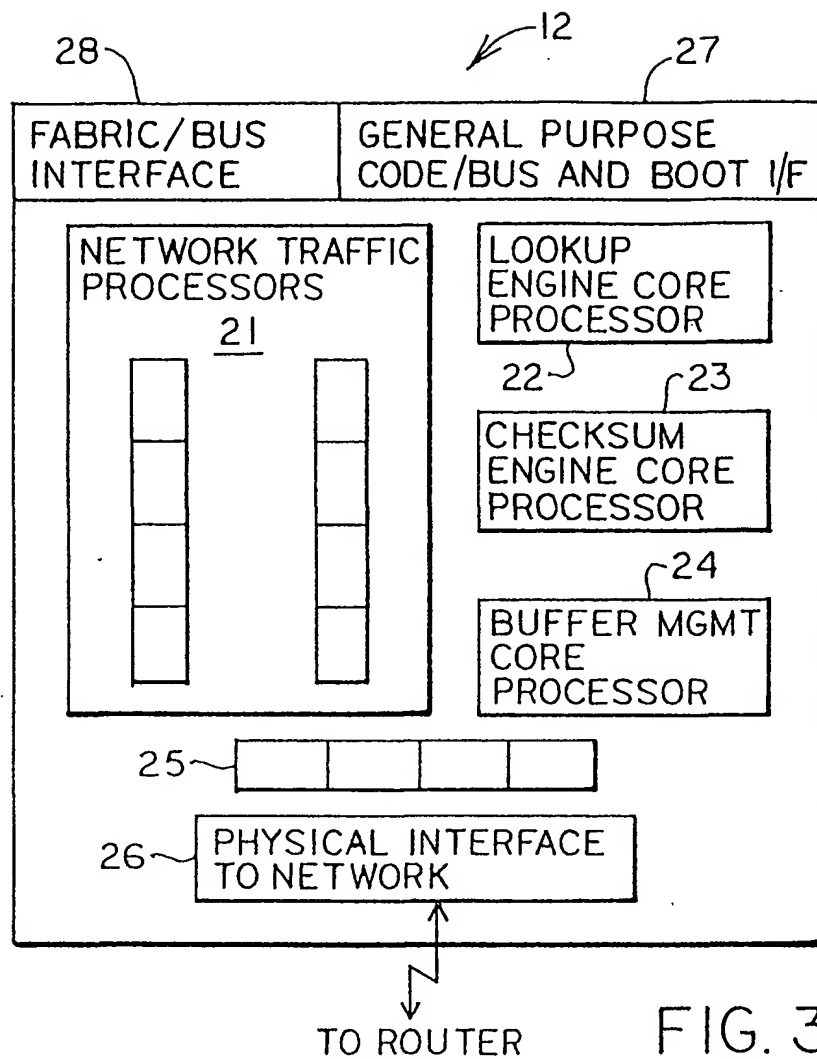 12
28
27
FABRIC/BUS
INTERFACE
GENERAL PURPOSE
CODE/BUS AND BOOT I/F
NETWORK TRAFFIC
PROCESSORS
21
LOOKUP
ENGINE CORE
PROCESSOR
22
23
CHECKSUM
ENGINE CORE
PROCESSOR
24
BUFFER MGMT
CORE
PROCESSOR
25
26
PHYSICAL INTERFACE
TO NETWORK
TO ROUTER
FIG. 3